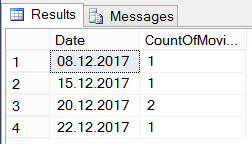 Results Messages
Date CountOfMovi...
1 08.12.2017 1
2 15.12.2017 1
3 20.12.2017 2
4 22.12.2017 1